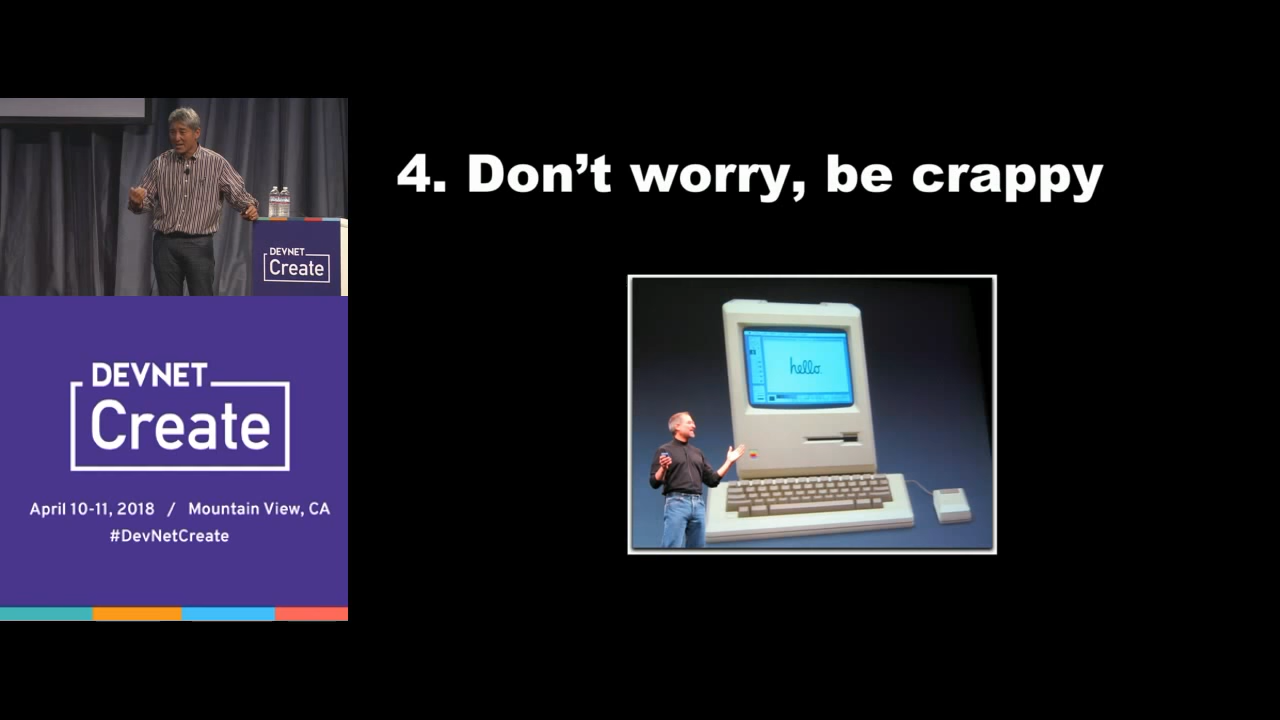 4. Don't worry, be crappy
hello
DEVNET
Create
DEVNET
Create
April 10-11, 2018 / Mountain View, CA
#DevNetCreate